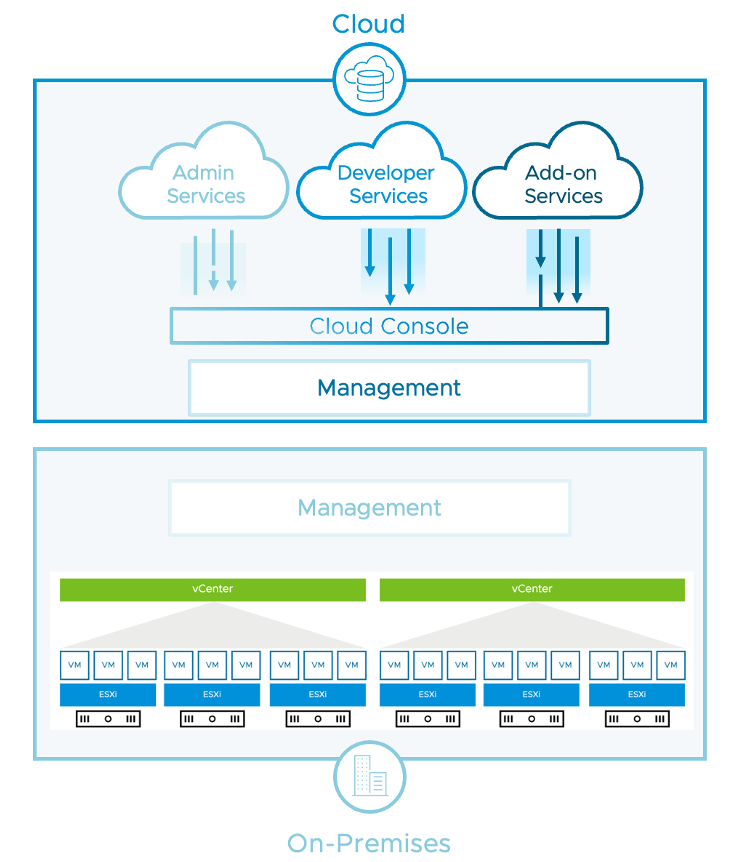 Cloud
Admin
Services
Developer
Services
Add-on
Services
Cloud Console
Management
Management
vCenter
vCenter
VM VM VM VM VM VM VM VM VM VM VM VM VM VM VM VM VM VM
ESXi ESXi ESXi ESXi ESXi ESXi
On-Premises